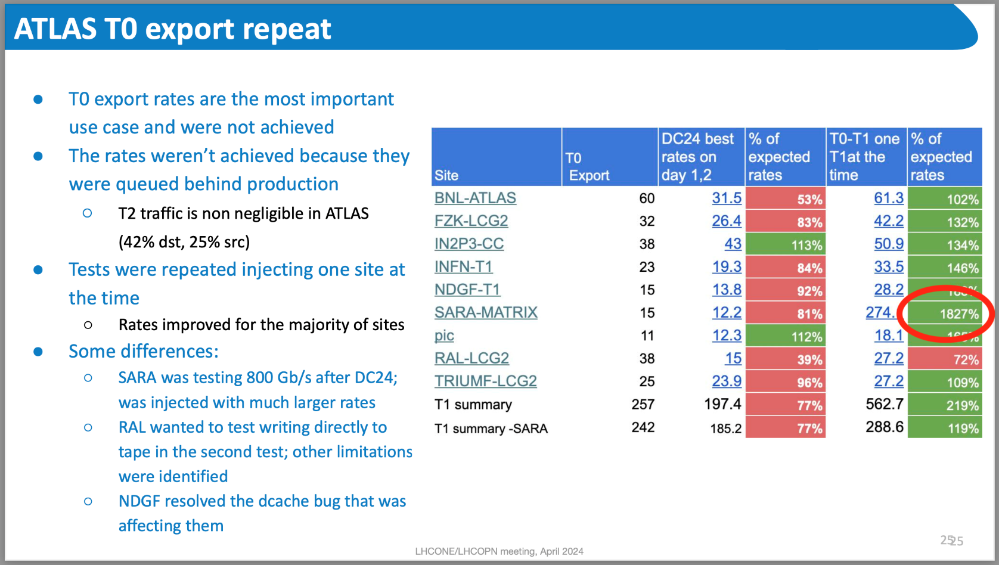 ATLAS T0 export repeat
● T0 export rates are the most important
use case and were not achieved
● The rates weren’t achieved because they
were queued behind production
○ T2 traffic is non negligible in ATLAS
(42% dst, 25% src)
● Tests were repeated injecting one site at
the time
○ Rates improved for the majority of sites
● Some differences:
○ SARA was testing 800 Gb/s after DC24;
was injected with much larger rates
○ RAL wanted to test writing directly to
tape in the second test; other limitations
were identified
○ NDGF resolved the dcache bug that was
affecting them
Site
T0
Export
DC24 best
rates on
day 1,2
% of
expected
rates
T0-T1 one
T1at the
time
% of
expected
rates
BNL-ATLAS 60 31.5 53% 61.3 102%
FZK-LCG2 32 26.4 83% 42.2 132%
IN2P3-CC 38 43 113% 50.9 134%
INFN-T1 23 19.3 84% 33.5 146%
NDGF-T1 15 13.8 92% 28.2
SARA-MATRIX 15 12.2 81% 274. 1827%
pic 11 12.3 112% 18.1
RAL-LCG2 38 15 39% 27.2 72%
TRIUMF-LCG2 25 23.9 96% 27.2 109%
T1 summary 257 197.4 77% 562.7 219%
T1 summary -SARA 242 185.2 77% 288.6 119%
LHCONE/LHCOPN meeting, April 2024
25
25